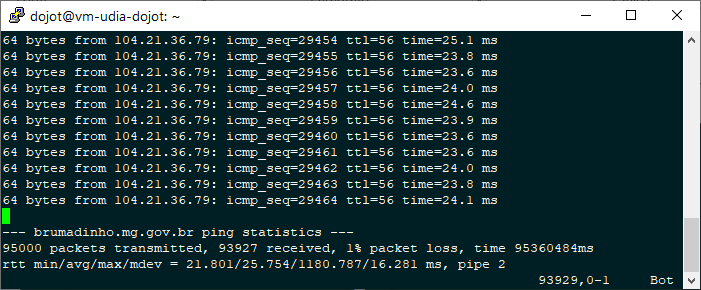 dojot@vm-udia-dojot: ~
64 bytes from 104.21.36.79: icmp_seq=29454 ttl=56 time=25.1 ms
64 bytes from 104.21.36.79: icmp_seq=29455 ttl=56 time=23.8 ms
64 bytes from 104.21.36.79: icmp_seq=29456 ttl=56 time=23.6 ms
64 bytes from 104.21.36.79: icmp_seq=29457 ttl=56 time=24.0 ms
64 bytes from 104.21.36.79: icmp_seq=29458 ttl=56 time=24.6 ms
64 bytes from 104.21.36.79: icmp_seq=29459 ttl=56 time=23.9 ms
64 bytes from 104.21.36.79: icmp_seq=29460 ttl=56 time=23.6 ms
64 bytes from 104.21.36.79: icmp_seq=29461 ttl=56 time=23.6 ms
64 bytes from 104.21.36.79: icmp_seq=29462 ttl=56 time=24.0 ms
64 bytes from 104.21.36.79: icmp_seq=29463 ttl=56 time=23.8 ms
64 bytes from 104.21.36.79: icmp_seq=29464 ttl=56 time=24.1 ms
--- brumadinho.mg.gov.br ping statistics ---
95000 packets transmitted, 93927 received, 1% packet loss, time 95360484ms
rtt min/avg/max/mdev = 21.801/25.754/1180.787/16.281 ms, pipe 2
93929,0-1 Bot